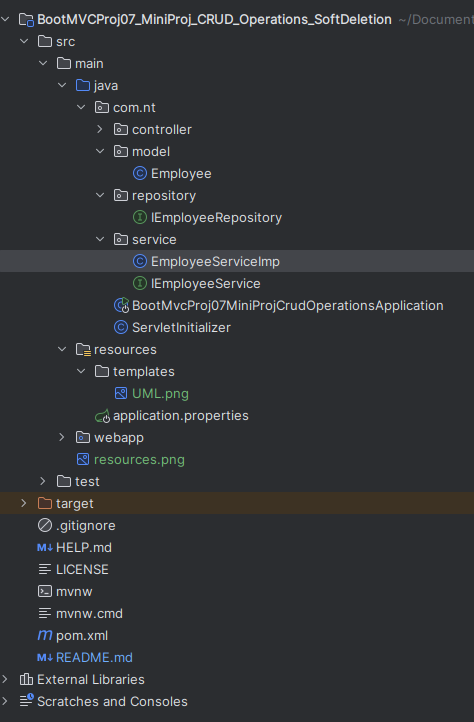 BootMVCProj07_MiniProj_CRUD_Operations_SoftDeletion ~/Document
src
main
java
com.nt
controller
model
C Employee
repository
I IEmployeeRepository
service
C EmployeeServiceImp
I IEmployeeService
C BootMvcProj07MiniProjCrudOperationsApplication
C ServletInitializer
resources
templates
UML.png
application.properties
webapp
resources.png
test
target
.gitignore
M↓ HELP.md
LICENSE
mvnw
mvnw.cmd
m pom.xml
M↓ README.md
External Libraries
Scratches and Consoles